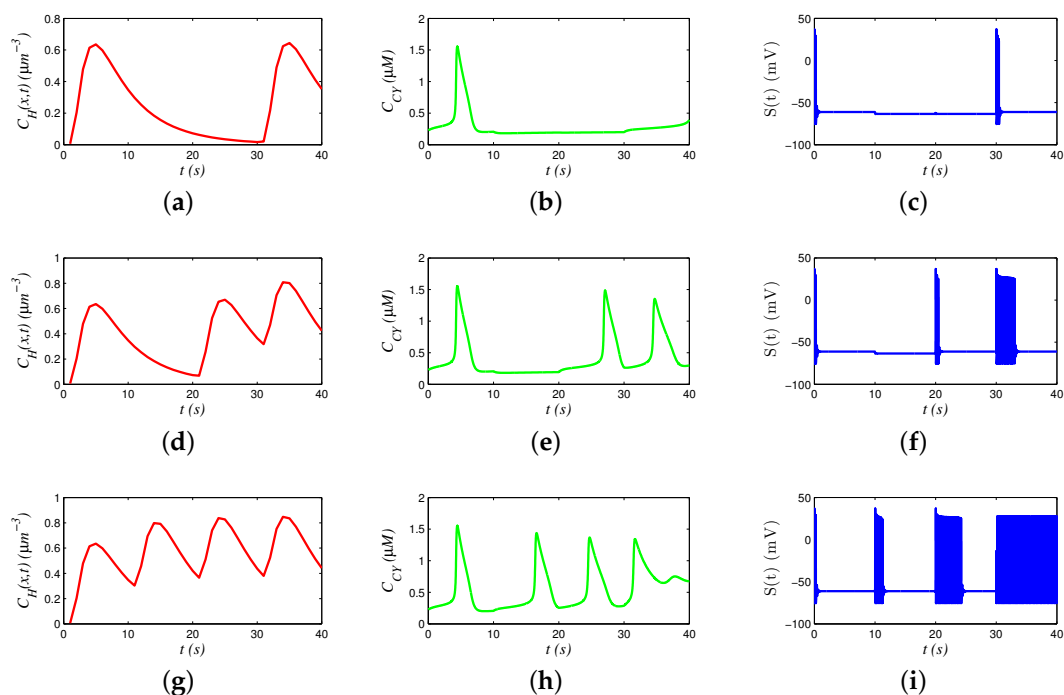 0.8
0.6
0.4
0.2
0
0 10 20 30 40
C_H(x,t) (μm⁻³)
t (s)
(a)
2
1.5
1
0.5
0
0 10 20 30 40
C_CY (μM)
t (s)
(b)
50
0
−50
−100
0 10 20 30 40
S(t) (mV)
t (s)
(c)
1
0.8
0.6
0.4
0.2
0
0 10 20 30 40
C_H(x,t) (μm⁻³)
t (s)
(d)
2
1.5
1
0.5
0
0 10 20 30 40
C_CY (μM)
t (s)
(e)
50
0
−50
−100
0 10 20 30 40
S(t) (mV)
t (s)
(f)
1
0.8
0.6
0.4
0.2
0
0 10 20 30 40
C_H(x,t) (μm⁻³)
t (s)
(g)
2
1.5
1
0.5
0
0 10 20 30 40
C_CY (μM)
t (s)
(h)
50
0
−50
−100
0 10 20 30 40
S(t) (mV)
t (s)
(i)